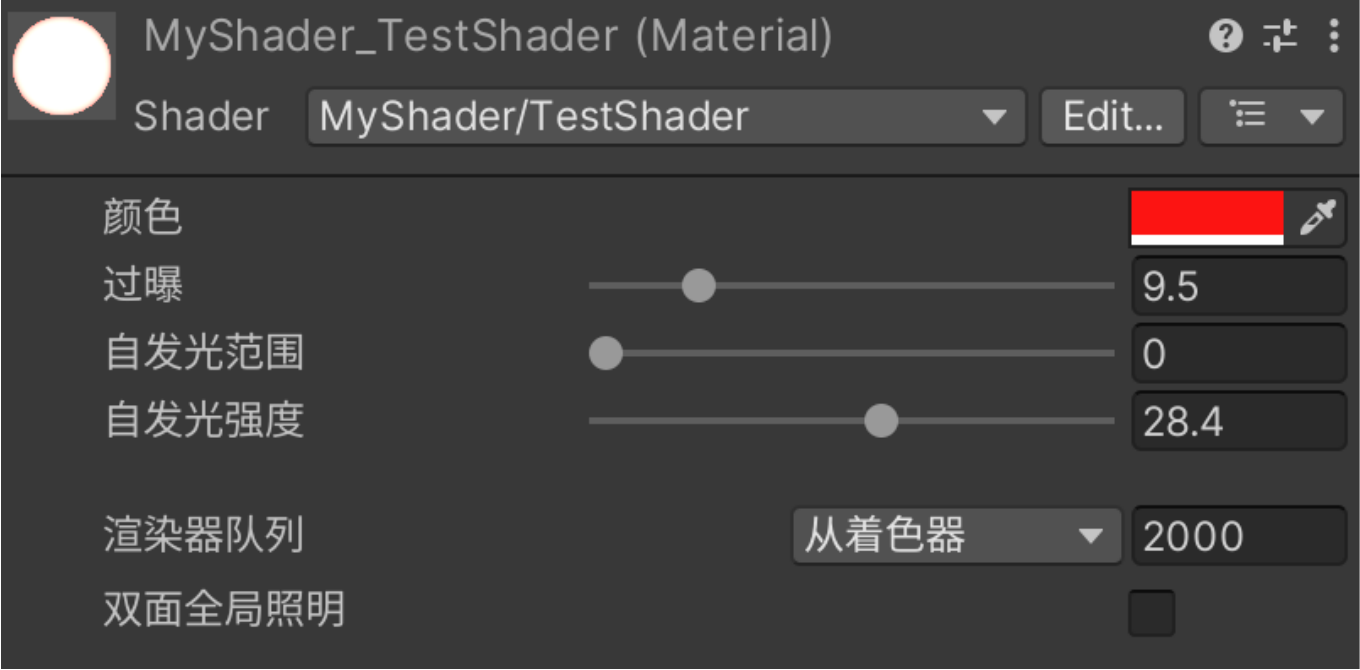 MyShader_TestShader (Material)
Shader MyShader/TestShader Edit...
颜色
过曝 9.5
自发光范围 0
自发光强度 28.4
渲染器队列 从着色器 2000
双面全局照明